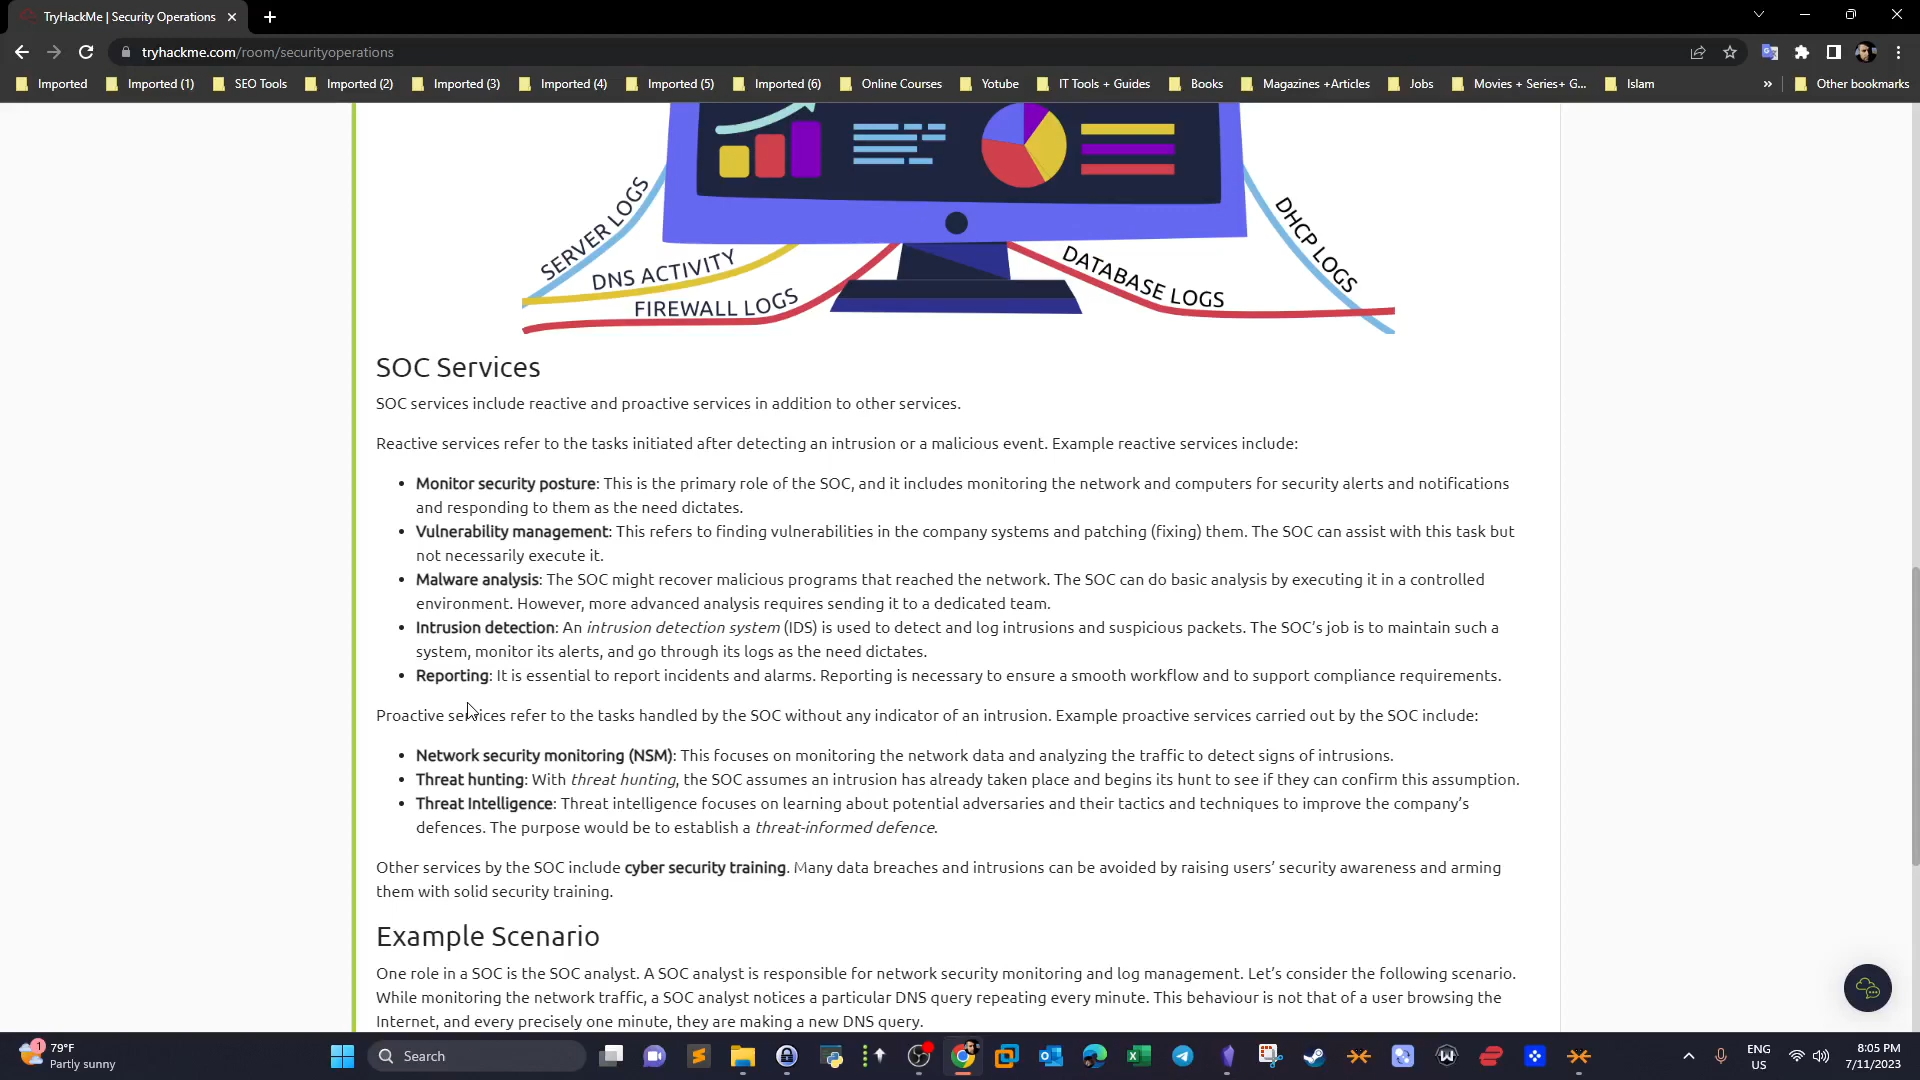 TryHackMe | Security Operations
tryhackme.com/room/securityoperations
Imported
Imported (1)
SEO Tools
Imported (2)
Imported (3)
Imported (4)
Imported (5)
Imported (6)
Online Courses
Yotube
IT Tools + Guides
Books
Magazines +Articles
Jobs
Movies + Series+ G...
Islam
»
Other bookmarks
SERVER LOGS
DNS ACTIVITY
FIREWALL LOGS
DATABASE LOGS
DHCP LOGS
SOC Services
SOC services include reactive and proactive services in addition to other services.
Reactive services refer to the tasks initiated after detecting an intrusion or a malicious event. Example reactive services include:
• Monitor security posture: This is the primary role of the SOC, and it includes monitoring the network and computers for security alerts and notifications
and responding to them as the need dictates.
• Vulnerability management: This refers to finding vulnerabilities in the company systems and patching (fixing) them. The SOC can assist with this task but
not necessarily execute it.
• Malware analysis: The SOC might recover malicious programs that reached the network. The SOC can do basic analysis by executing it in a controlled
environment. However, more advanced analysis requires sending it to a dedicated team.
• Intrusion detection: An intrusion detection system (IDS) is used to detect and log intrusions and suspicious packets. The SOC’s job is to maintain such a
system, monitor its alerts, and go through its logs as the need dictates.
• Reporting: It is essential to report incidents and alarms. Reporting is necessary to ensure a smooth workflow and to support compliance requirements.
Proactive services refer to the tasks handled by the SOC without any indicator of an intrusion. Example proactive services carried out by the SOC include:
• Network security monitoring (NSM): This focuses on monitoring the network data and analyzing the traffic to detect signs of intrusions.
• Threat hunting: With threat hunting, the SOC assumes an intrusion has already taken place and begins its hunt to see if they can confirm this assumption.
• Threat Intelligence: Threat intelligence focuses on learning about potential adversaries and their tactics and techniques to improve the company’s
defences. The purpose would be to establish a threat-informed defence.
Other services by the SOC include cyber security training. Many data breaches and intrusions can be avoided by raising users’ security awareness and arming
them with solid security training.
Example Scenario
One role in a SOC is the SOC analyst. A SOC analyst is responsible for network security monitoring and log management. Let’s consider the following scenario.
While monitoring the network traffic, a SOC analyst notices a particular DNS query repeating every minute. This behaviour is not that of a user browsing the
Internet, and every precisely one minute, they are making a new DNS query.
1
79°F
Partly sunny
Search
ENG
US
8:05 PM
7/11/2023